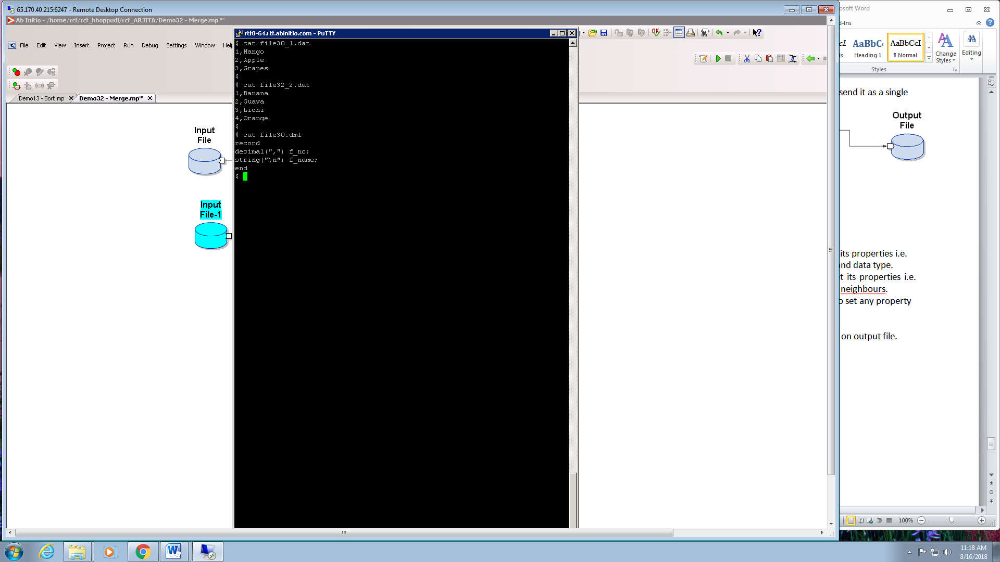 65.170.40.215:6247 - Remote Desktop Connection
Ab Initio - /home/rcf/rcf_hboppudi/rcf_ARJITA/Demo32 - Merge.mp *
File Edit View Insert Project Run Debug Settings Window Help
Demo13 - Sort.mp
Demo32 - Merge.mp*
Input
File
Input
File-1
rtf8-64.rtf.abinitio.com - PuTTY
$ cat file30_1.dat
1,Mango
2,Apple
3,Grapes
$
$ cat file32_2.dat
1,Banana
2,Guava
3,Lichi
4,Orange
$
$ cat file30.dml
record
decimal(",") f_no;
string("\n") f_name;
end
$
OK
osoft Word
d-Ins
AaBbC AaBbCcI
Heading 1 ¶ Normal
Change
Styles
Editing
Styles
send it as a single
Output
File
its properties i.e.
nd data type.
t its properties i.e.
neighbours.
o set any property
on output file.
100%
11:18 AM
8/16/2018